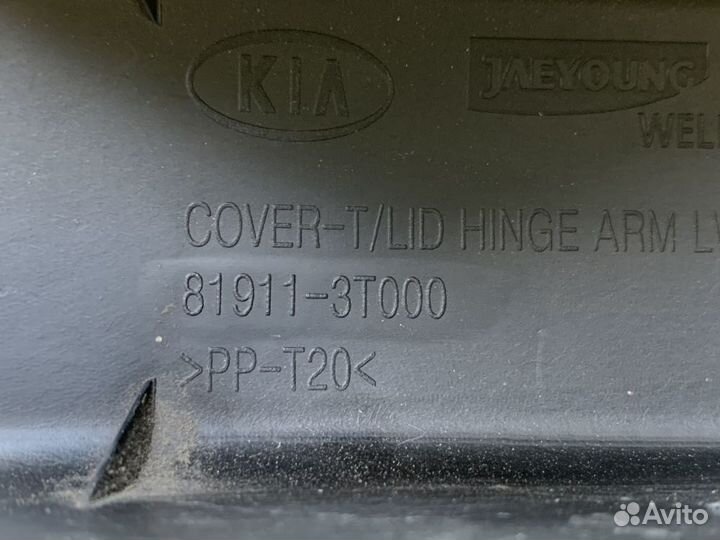 KIA JAEYOUNG
COVER-T/LID HINGE ARM
81911-3T000
>PP-T20<
Avito